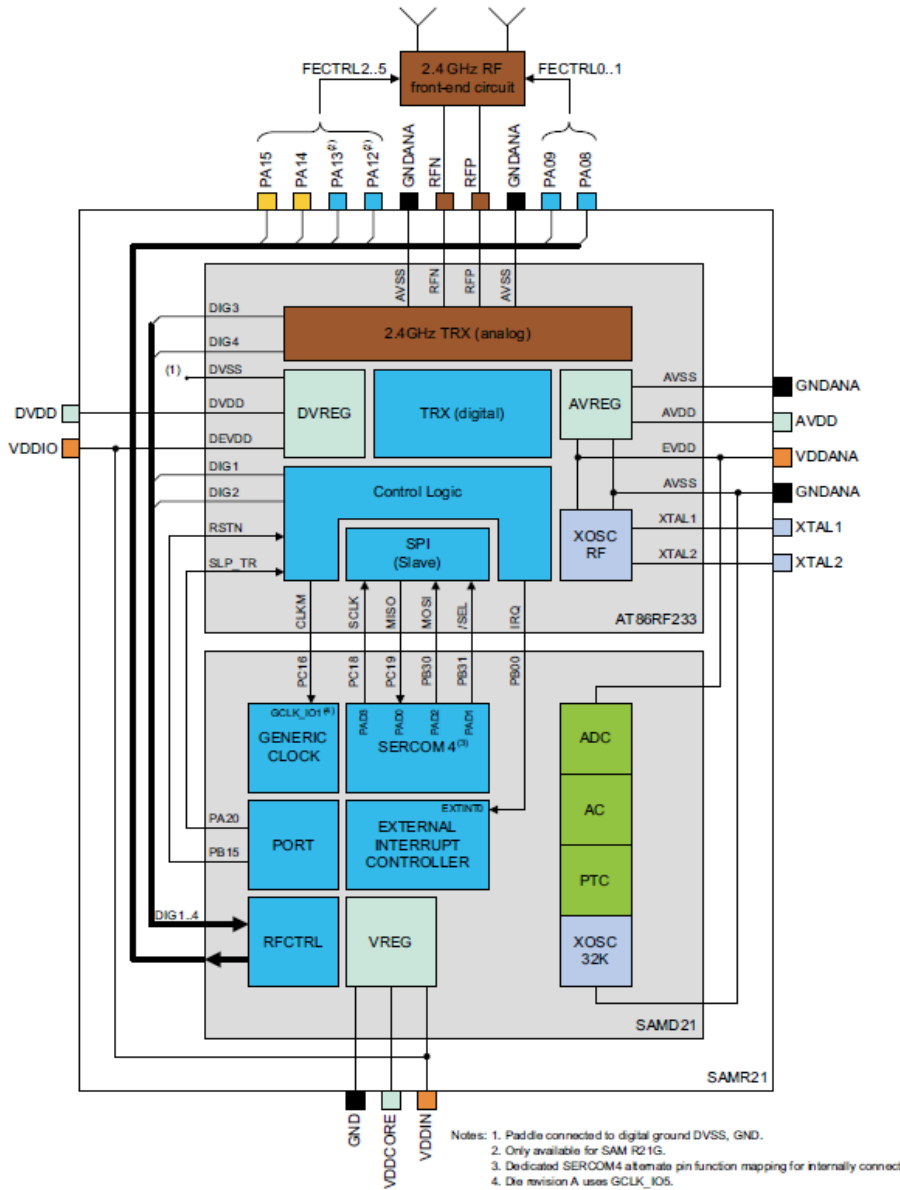 FECTRL2..5
2.4GHz RF
front-end circuit
FECTRL0..1
PA15
PA14
PA13(2)
PA12(2)
GNDANA
RFN
RFP
GNDANA
PA09
PA08
AVSS
RFN
RFP
AVSS
DIG3
2.4GHz TRX (analog)
DIG4
(1)
DVSS
DVDD
DVDD
VDDIO
DEVDD
DVREG
TRX (digital)
AVREG
AVSS
GNDANA
AVDD
AVDD
EVDD
VDDANA
AVSS
GNDANA
DIG1
DIG2
Control Logic
RSTN
SLP_TR
SPI
(Slave)
XOSC
RF
XTAL1
XTAL1
XTAL2
XTAL2
CLKM
SCLK
MISO
MOSI
/SEL
IRQ
AT86RF233
PC16
PC18
PC19
PB30
PB31
PB00
GCLK_IO1(4)
GENERIC
CLOCK
PAD3
PAD0
PAD2
PAD1
SERCOM4(3)
ADC
PA20
PB15
PORT
EXTINT0
EXTERNAL
INTERRUPT
CONTROLLER
AC
PTC
DIG1..4
RFCTRL
VREG
XOSC
32K
SAMD21
SAMR21
GND
VDDCORE
VDDIN
Notes: 1. Paddle connected to digital ground DVSS, GND.
2. Only available for SAM R21G.
3. Dedicated SERCOM4 alternate pin function mapping for internally connect
4. Die revision A uses GCLK_IO5.